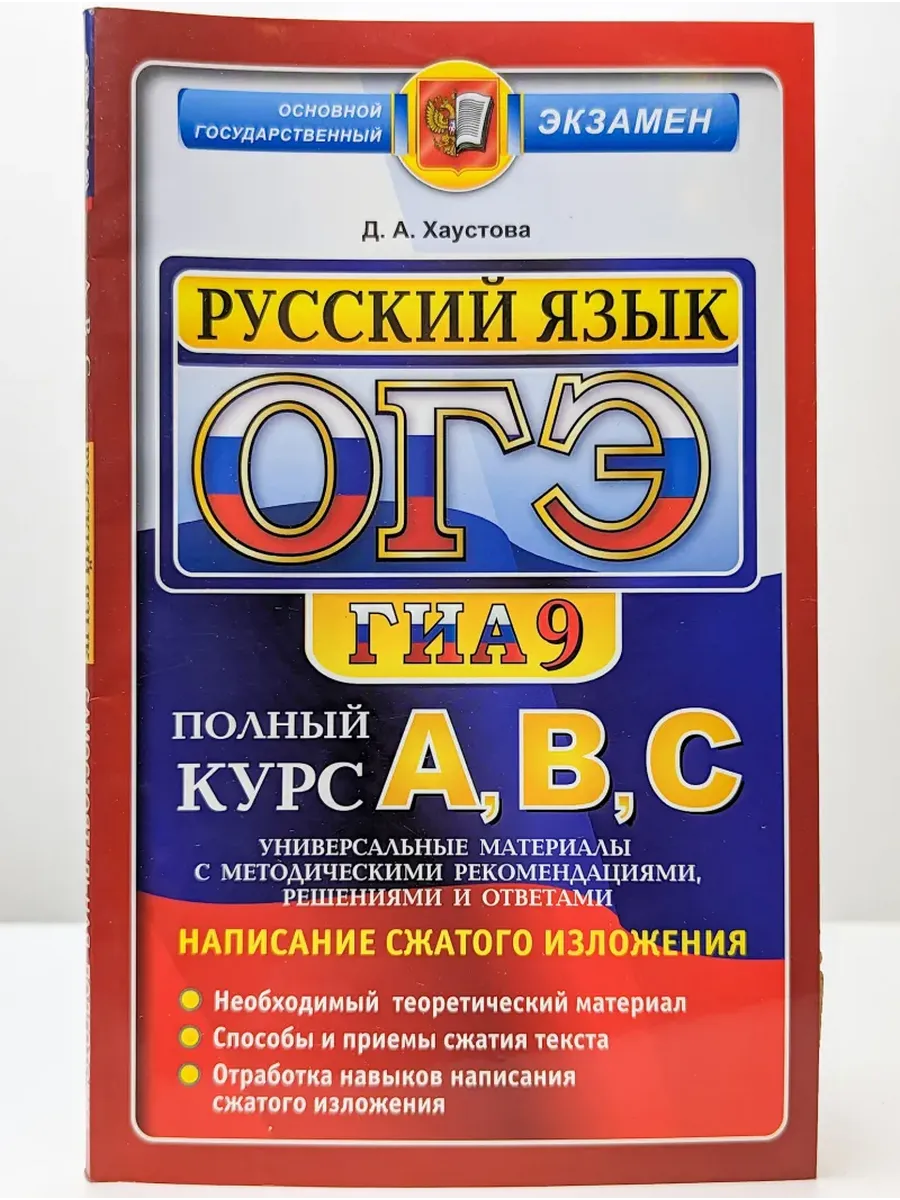 ОСНОВНОЙ
ГОСУДАРСТВЕННЫЙ
ЭКЗАМЕН
Д. А. Хаустова
РУССКИЙ ЯЗЫК
ОГЭ
ГИА 9
ПОЛНЫЙ
КУРС
А, В, С
УНИВЕРСАЛЬНЫЕ МАТЕРИАЛЫ
С МЕТОДИЧЕСКИМИ РЕКОМЕНДАЦИЯМИ,
РЕШЕНИЯМИ И ОТВЕТАМИ
НАПИСАНИЕ СЖАТОГО ИЗЛОЖЕНИЯ
Необходимый теоретический материал
Способы и приемы сжатия текста
Отработка навыков написания
сжатого изложения